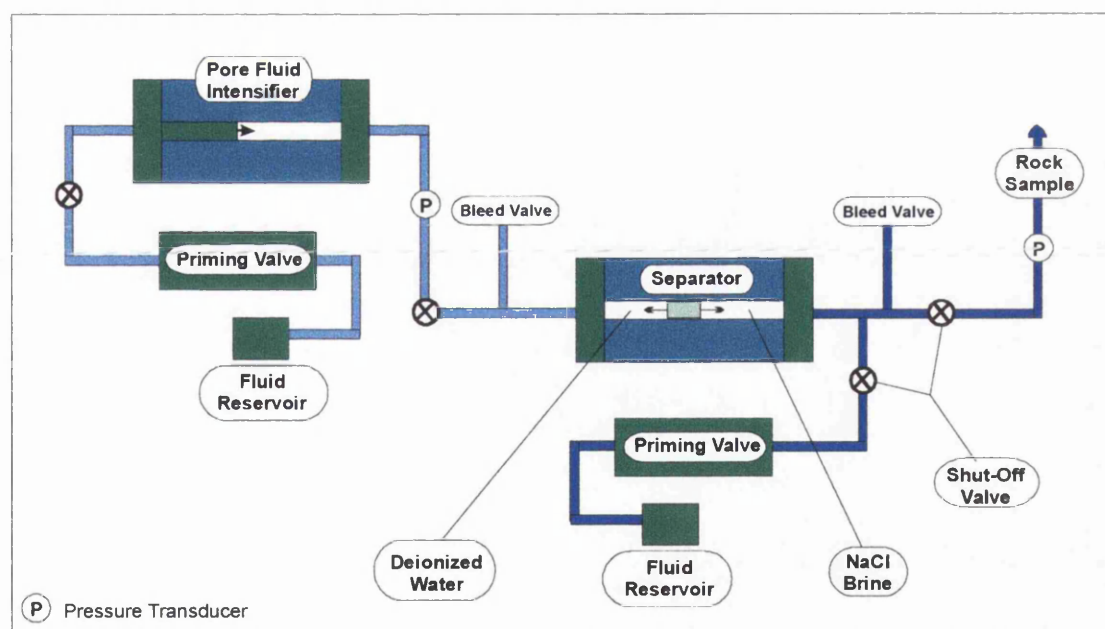 Pore Fluid
Intensifier
P
Bleed Valve
Priming Valve
Fluid
Reservoir
Separator
Bleed Valve
Rock
Sample
P
Priming Valve
Shut-Off
Valve
Deionized
Water
Fluid
Reservoir
NaCl
Brine
P Pressure Transducer